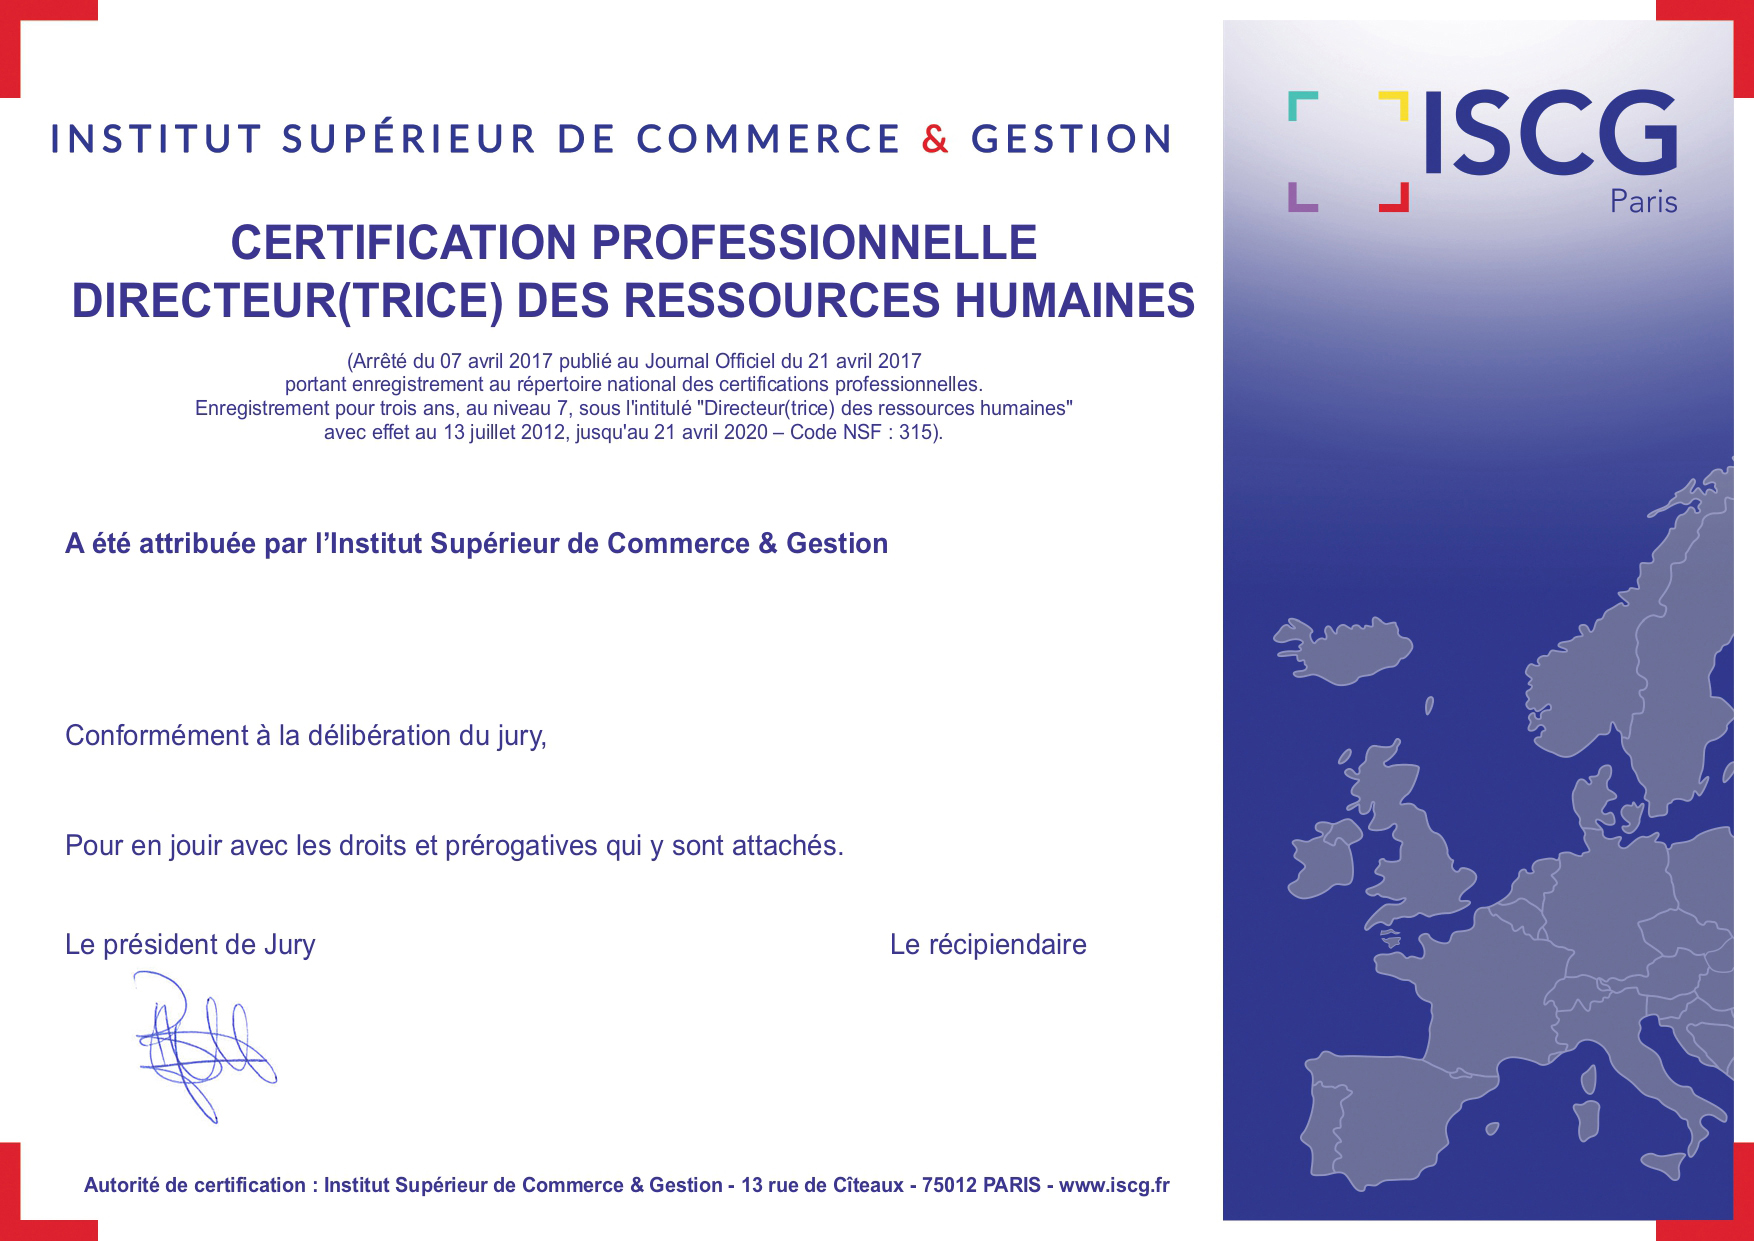 INSTITUT SUPÉRIEUR DE COMMERCE & GESTION
ISCG
Paris
CERTIFICATION PROFESSIONNELLE
DIRECTEUR(TRICE) DES RESSOURCES HUMAINES
(Arrêté du 07 avril 2017 publié au Journal Officiel du 21 avril 2017
portant enregistrement au répertoire national des certifications professionnelles.
Enregistrement pour trois ans, au niveau 7, sous l'intitulé "Directeur(trice) des ressources humaines"
avec effet au 13 juillet 2012, jusqu'au 21 avril 2020 – Code NSF : 315).
A été attribuée par l’Institut Supérieur de Commerce & Gestion
Conformément à la délibération du jury,
Pour en jouir avec les droits et prérogatives qui y sont attachés.
Le président de Jury
Le récipiendaire
Autorité de certification : Institut Supérieur de Commerce & Gestion - 13 rue de Cîteaux - 75012 PARIS - www.iscg.fr